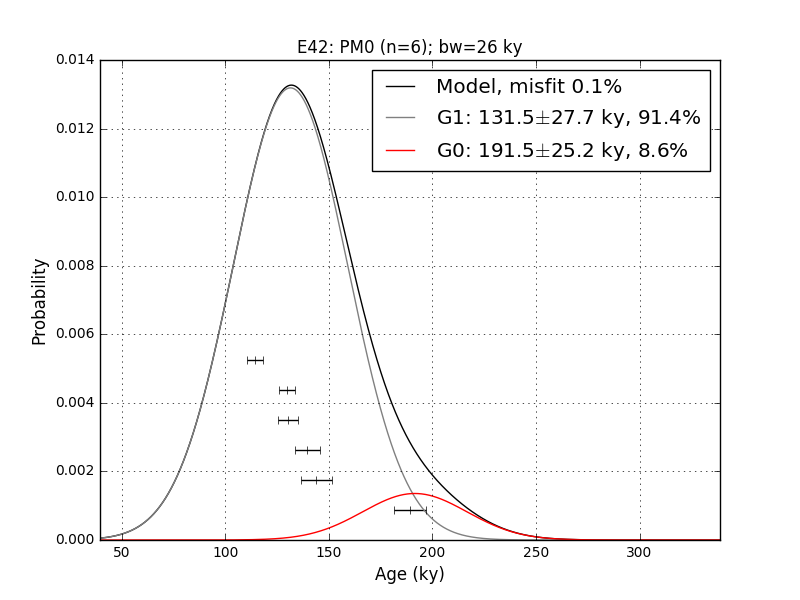 E42: PM0 (n=6); bw=26 ky
Model, misfit 0.1%
G1: 131.5±27.7 ky, 91.4%
G0: 191.5±25.2 ky, 8.6%
Probability
0.014
0.012
0.010
0.008
0.006
0.004
0.002
0.000
50 100 150 200 250 300
Age (ky)